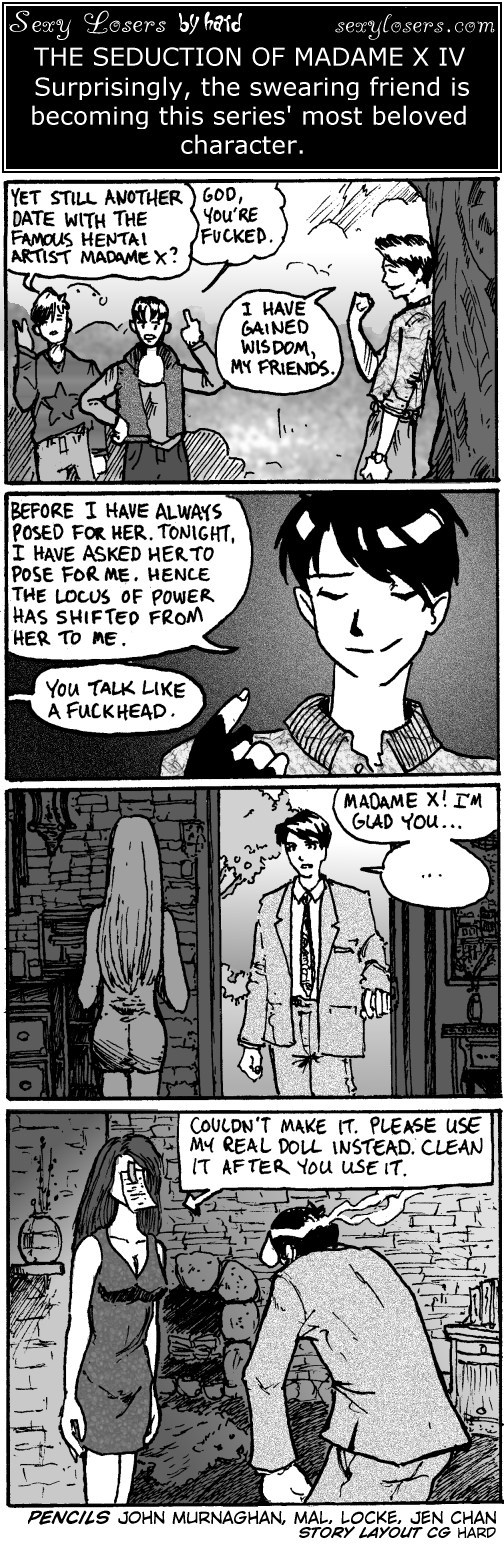 Sexy Losers by hard sexylosers.com
THE SEDUCTION OF MADAME X IV
Surprisingly, the swearing friend is
becoming this series' most beloved
character.
YET STILL ANOTHER
DATE WITH THE
FAMOUS HENTAI
ARTIST MADAME X?
GOD,
YOU'RE
FUCKED.
I HAVE
GAINED
WISDOM,
MY FRIENDS.
BEFORE I HAVE ALWAYS
POSED FOR HER. TONIGHT,
I HAVE ASKED HER TO
POSE FOR ME. HENCE
THE LOCUS OF POWER
HAS SHIFTED FROM
HER TO ME.
YOU TALK LIKE
A FUCKHEAD.
MADAME X! I'M
GLAD YOU...
...
COULDN'T MAKE IT. PLEASE USE
MY REAL DOLL INSTEAD. CLEAN
IT AFTER YOU USE IT.
PENCILS JOHN MURNAGHAN, MAL, LOCKE, JEN CHAN
STORY LAYOUT CG HARD